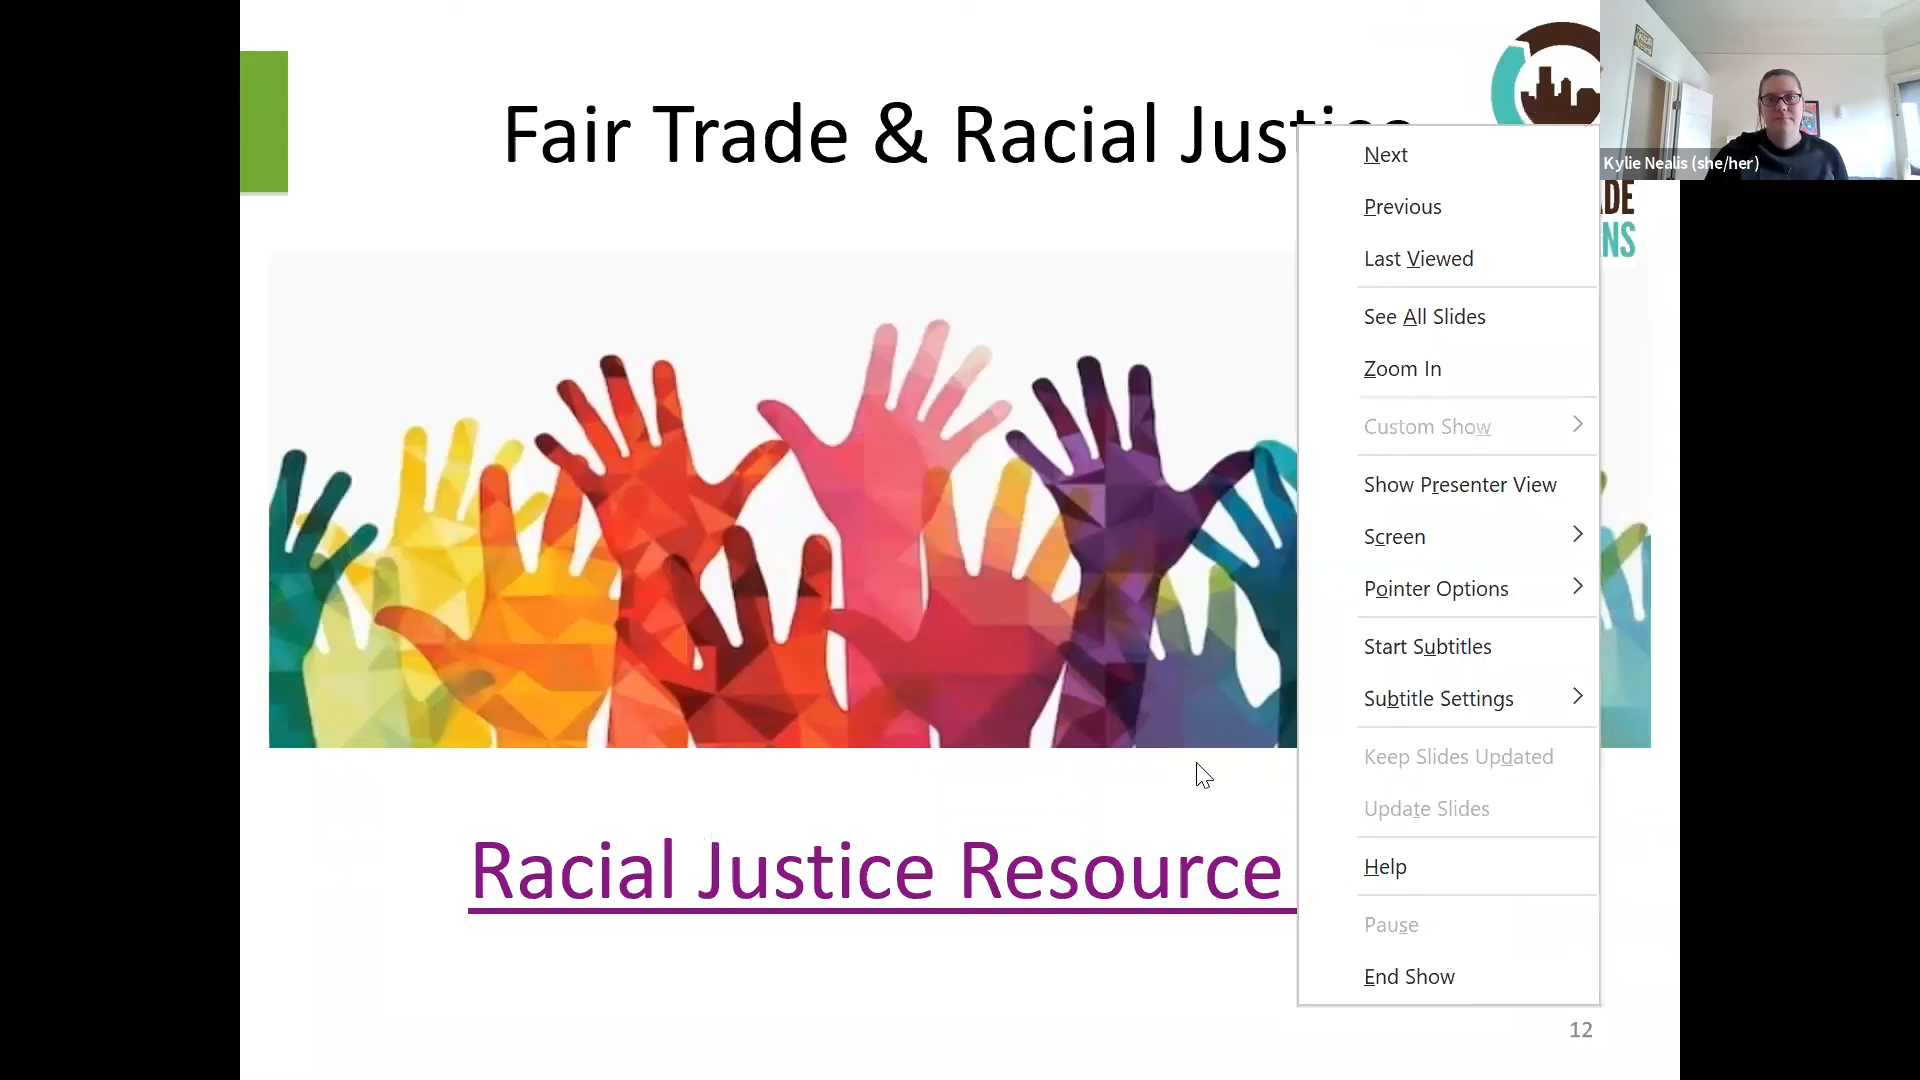 Fair Trade & Racial Justice
Kylie Nealis (she/her)
Next
Previous
Last Viewed
See All Slides
Zoom In
Custom Show
Show Presenter View
Screen
Pointer Options
Start Subtitles
Subtitle Settings
Keep Slides Updated
Update Slides
Help
Pause
End Show
Racial Justice Resource
12